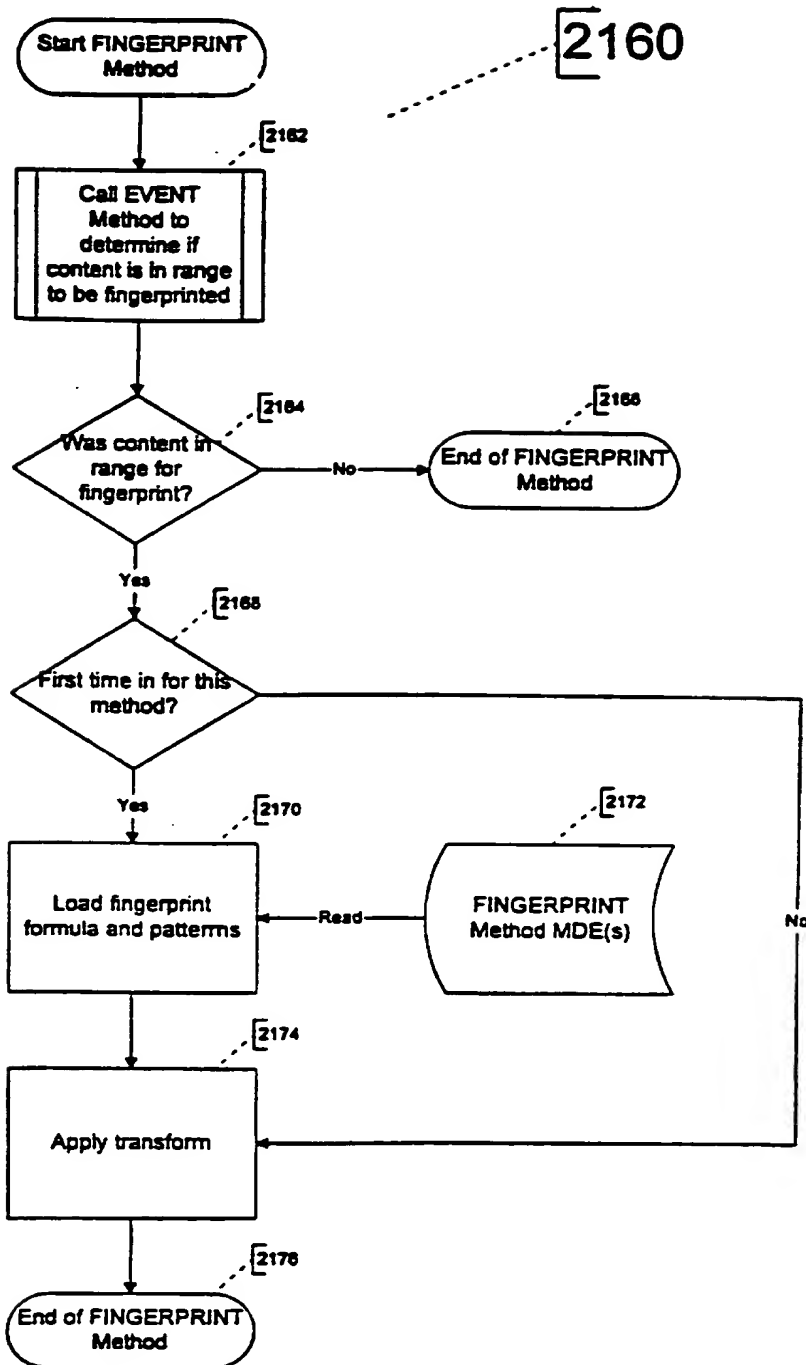 Start FINGERPRINT
Method
2160
2162
Call EVENT
Method to
determine if
content is in range
to be fingerprinted
2164
Was content in
range for
fingerprint?
No
2166
End of FINGERPRINT
Method
Yes
2168
First time in for this
method?
Yes
2170
Load fingerprint
formula and patterns
Read
2172
FINGERPRINT
Method MDE(s)
No
2174
Apply transform
2176
End of FINGERPRINT
Method